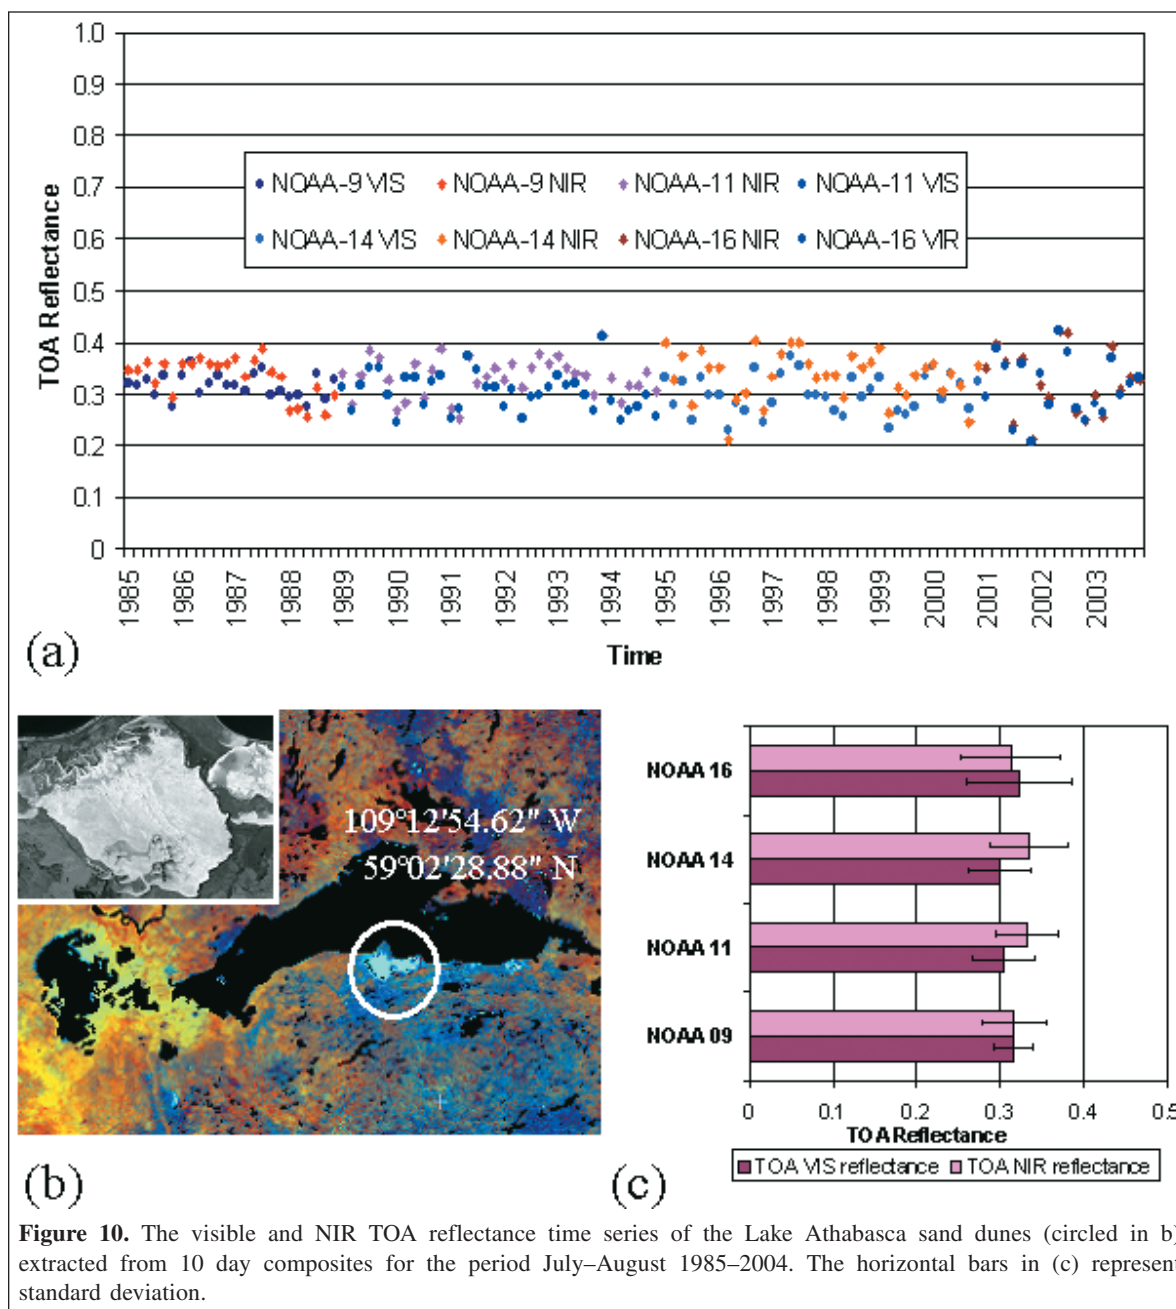 1.0
0.9
0.8
0.7
0.6
0.5
0.4
0.3
0.2
0.1
0
TOA Reflectance
NOAA-9 VIS NOAA-9 NIR NOAA-11 NIR NOAA-11 VIS
NOAA-14 VIS NOAA-14 NIR NOAA-16 NIR NOAA-16 VIR
1985 1986 1987 1988 1989 1990 1991 1992 1993 1994 1995 1996 1997 1998 1999 2000 2001 2002 2003
Time
(a)
109°12'54.62" W
59°02'28.88" N
(b)
NOAA 16
NOAA 14
NOAA 11
NOAA 09
0 0.1 0.2 0.3 0.4 0.5
TOA Reflectance
TOA VIS reflectance TOA NIR reflectance
(c)
Figure 10. The visible and NIR TOA reflectance time series of the Lake Athabasca sand dunes (circled in b)
extracted from 10 day composites for the period July–August 1985–2004. The horizontal bars in (c) represent
standard deviation.